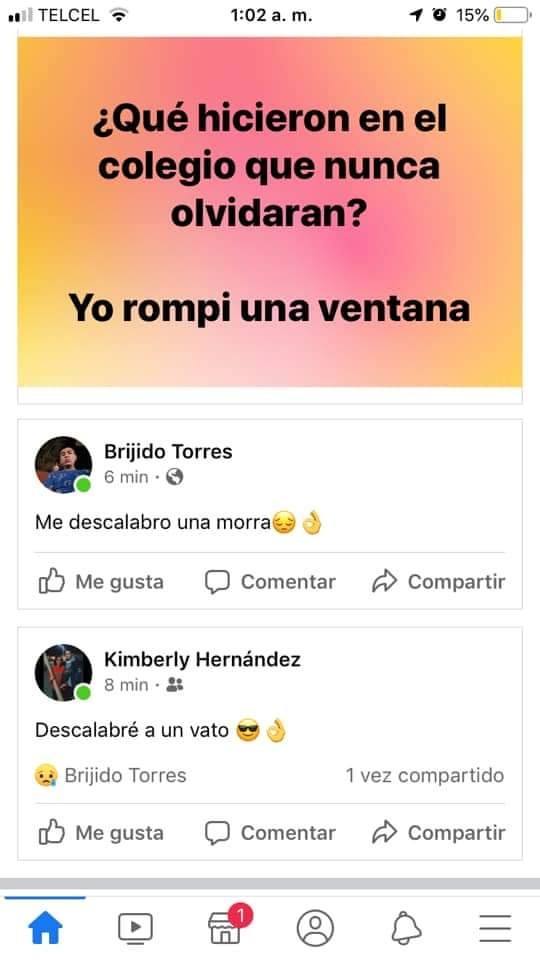 TELCEL 1:02 a. m. 15%
¿Qué hicieron en el
colegio que nunca
olvidaran?
Yo rompi una ventana
Brijido Torres
6 min ·
Me descalabro una morra😔👌
Me gusta Comentar Compartir
Kimberly Hernández
8 min ·
Descalabré a un vato 😎👌
😢 Brijido Torres 1 vez compartido
Me gusta Comentar Compartir
1